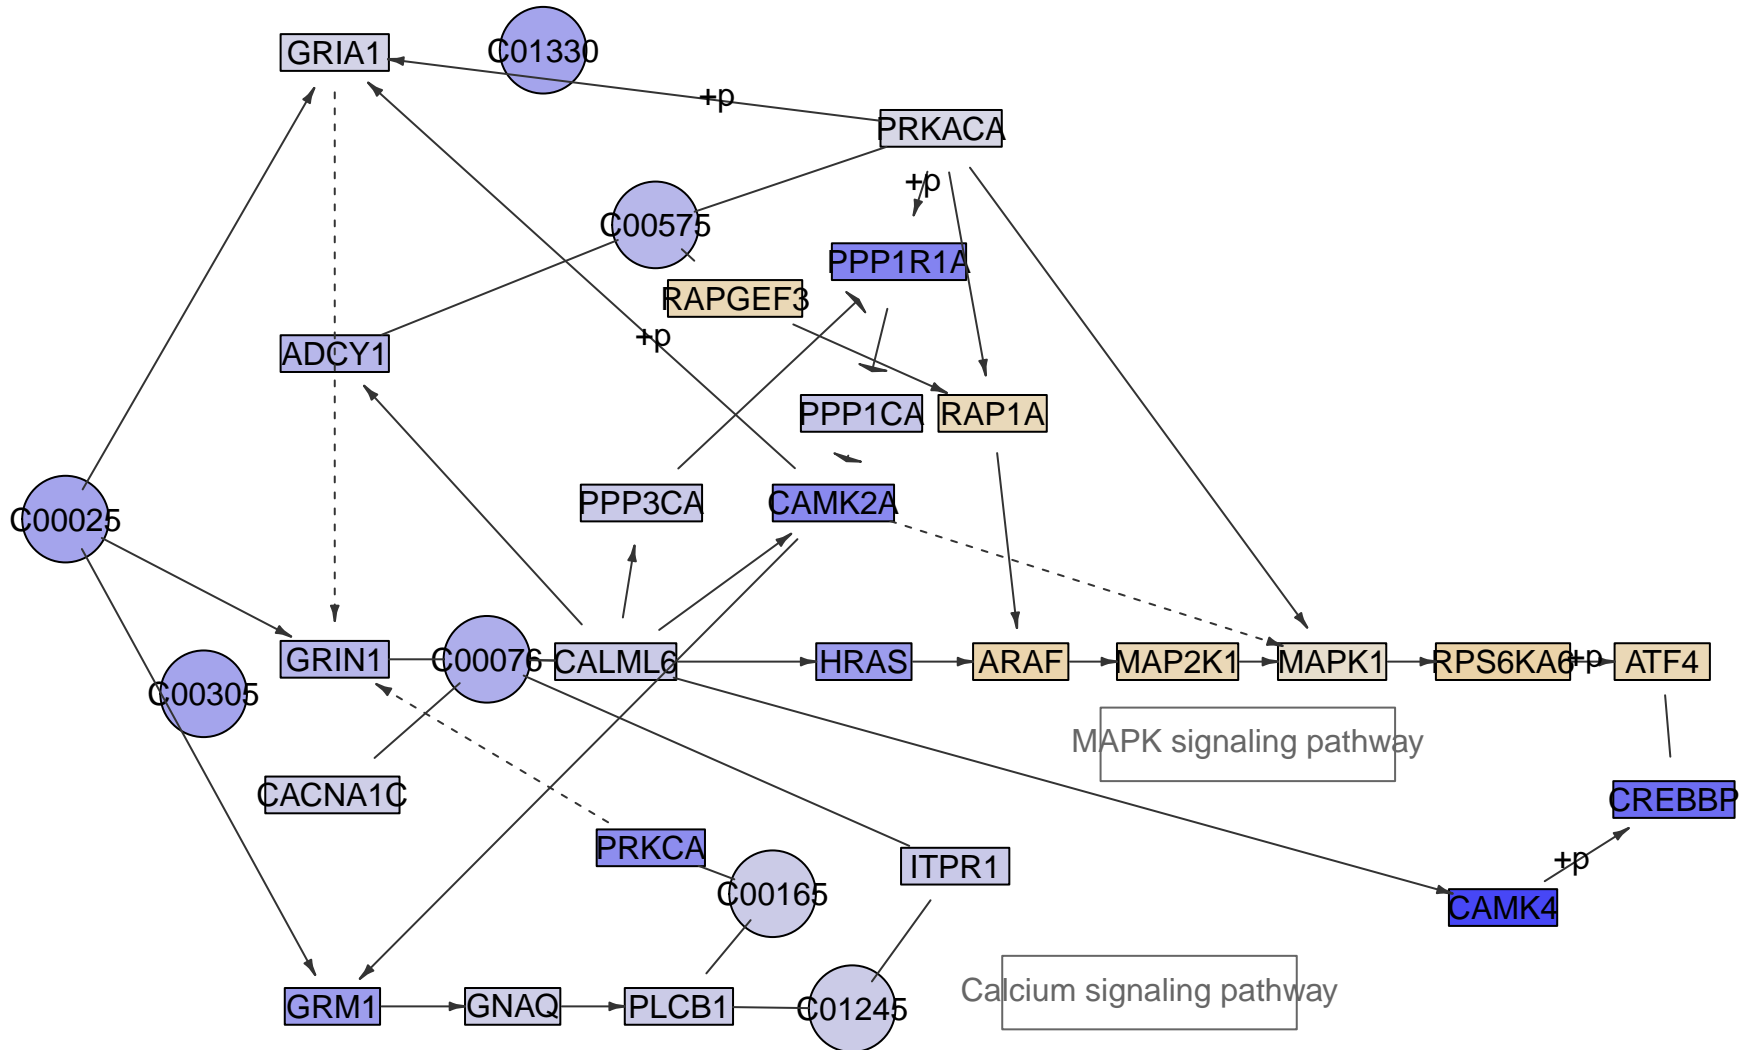 GRIA1
C01330
+p
PRKACA
+p
C00575
PPP1R1A
RAPGEF3
+p
ADCY1
PPP1CA
RAP1A
PPP3CA
CAMK2A
C00025
GRIN1
C00076
CALML6
HRAS
ARAF
MAP2K1
MAPK1
RPS6KA6
+p
ATF4
C00305
MAPK signaling pathway
CACNA1C
CREBBP
PRKCA
ITPR1
+p
C00165
CAMK4
Calcium signaling pathway
GRM1
GNAQ
PLCB1
C01245